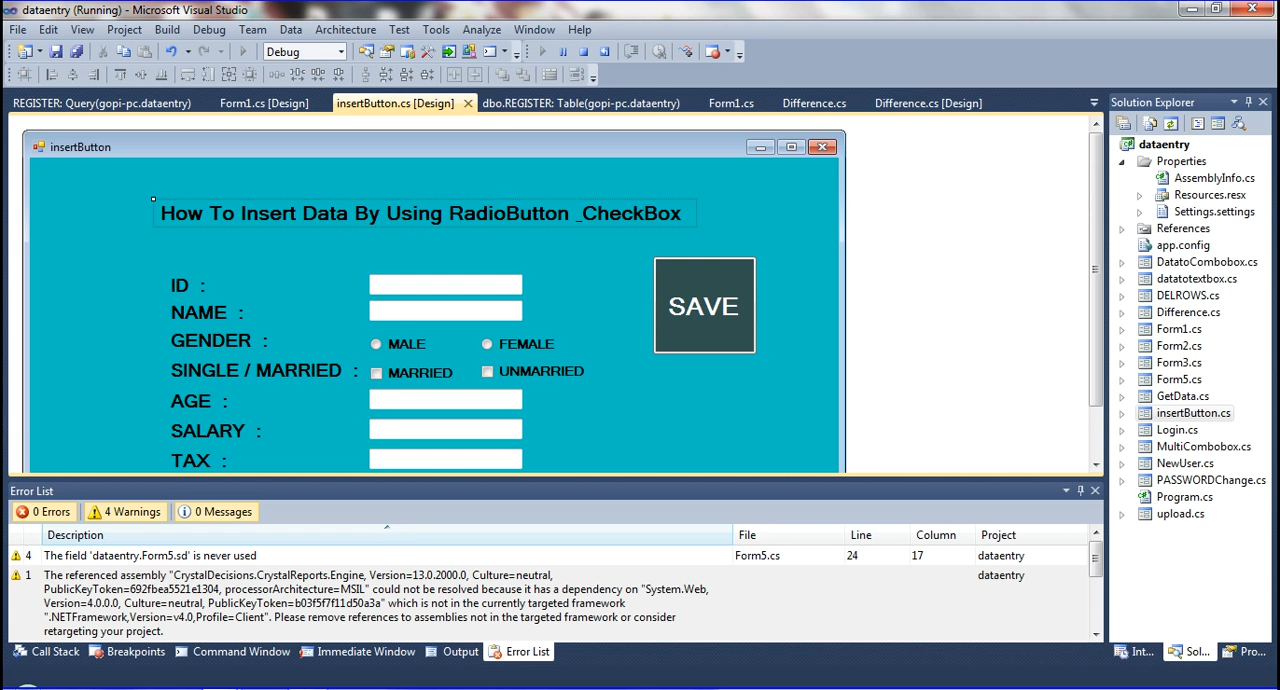 dataentry (Running) - Microsoft Visual Studio
File Edit View Project Build Debug Team Data Architecture Test Tools Analyze Window Help
Debug
REGISTER: Query(gopi-pc.dataentry) Form1.cs [Design] insertButton.cs [Design] dbo.REGISTER: Table(gopi-pc.dataentry) Form1.cs Difference.cs Difference.cs [Design]
insertButton
How To Insert Data By Using RadioButton _CheckBox
ID :
NAME :
GENDER : MALE FEMALE
SINGLE / MARRIED : MARRIED UNMARRIED
AGE :
SALARY :
TAX :
SAVE
Solution Explorer
dataentry
Properties
AssemblyInfo.cs
Resources.resx
Settings.settings
References
app.config
DatatoCombobox.cs
datatotextbox.cs
DELROWS.cs
Difference.cs
Form1.cs
Form2.cs
Form3.cs
Form5.cs
GetData.cs
insertButton.cs
Login.cs
MultiCombobox.cs
NewUser.cs
PASSWORDChange.cs
Program.cs
upload.cs
Error List
0 Errors 4 Warnings 0 Messages
Description File Line Column Project
4 The field 'dataentry.Form5.sd' is never used Form5.cs 24 17 dataentry
1 The referenced assembly "CrystalDecisions.CrystalReports.Engine, Version=13.0.2000.0, Culture=neutral, dataentry
PublicKeyToken=692fbea5521e1304, processorArchitecture=MSIL" could not be resolved because it has a dependency on "System.Web,
Version=4.0.0.0, Culture=neutral, PublicKeyToken=b03f5f7f11d50a3a" which is not in the currently targeted framework
".NETFramework,Version=v4.0,Profile=Client". Please remove references to assemblies not in the targeted framework or consider
retargeting your project.
Call Stack Breakpoints Command Window Immediate Window Output Error List
Int... Sol... Pro...